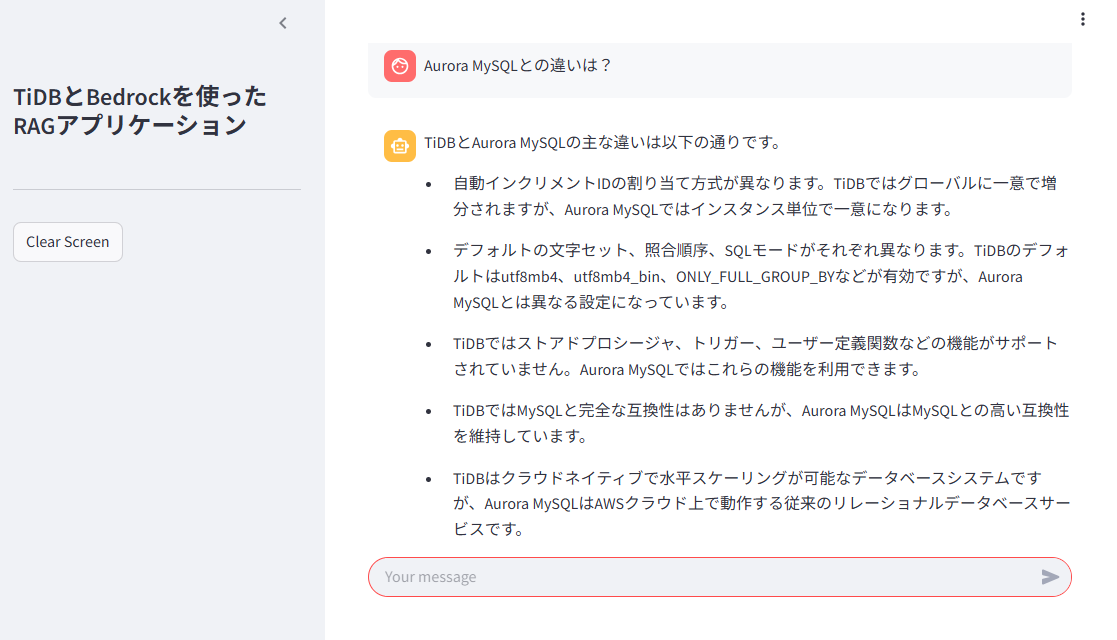 TiDBとBedrockを使った
RAGアプリケーション
Clear Screen
Aurora MySQLとの違いは？
TiDBとAurora MySQLの主な違いは以下の通りです。
• 自動インクリメントIDの割り当て方式が異なります。TiDBではグローバルに一意で増
分されますが、Aurora MySQLではインスタンス単位で一意になります。
• デフォルトの文字セット、照合順序、SQLモードがそれぞれ異なります。TiDBのデフォ
ルトはutf8mb4、utf8mb4_bin、ONLY_FULL_GROUP_BYなどが有効ですが、Aurora
MySQLとは異なる設定になっています。
• TiDBではストアドプロシージャ、トリガー、ユーザー定義関数などの機能がサポート
されていません。Aurora MySQLではこれらの機能を利用できます。
• TiDBではMySQLと完全な互換性はありませんが、Aurora MySQLはMySQLとの高い互換性
を維持しています。
• TiDBはクラウドネイティブで水平スケーリングが可能なデータベースシステムです
が、Aurora MySQLはAWSクラウド上で動作する従来のリレーショナルデータベースサー
ビスです。
Your message